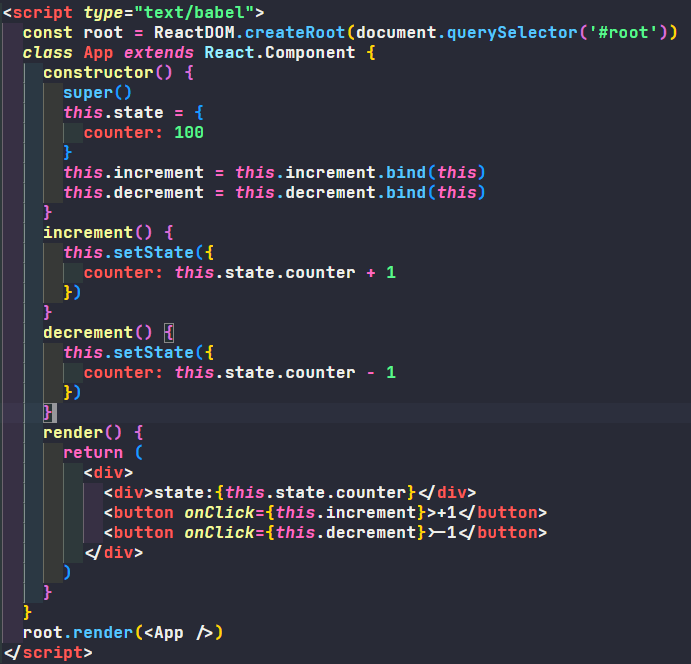 <script type="text/babel">
  const root = ReactDOM.createRoot(document.querySelector('#root'))
  class App extends React.Component {
    constructor() {
      super()
      this.state = {
        counter: 100
      }
      this.increment = this.increment.bind(this)
      this.decrement = this.decrement.bind(this)
    }
    increment() {
      this.setState({
        counter: this.state.counter + 1
      })
    }
    decrement() {
      this.setState({
        counter: this.state.counter - 1
      })
    }
    render() {
      return (
        <div>
          <div>state:{this.state.counter}</div>
          <button onClick={this.increment}>+1</button>
          <button onClick={this.decrement}>-1</button>
        </div>
      )
    }
  }
  root.render(<App />)
</script>